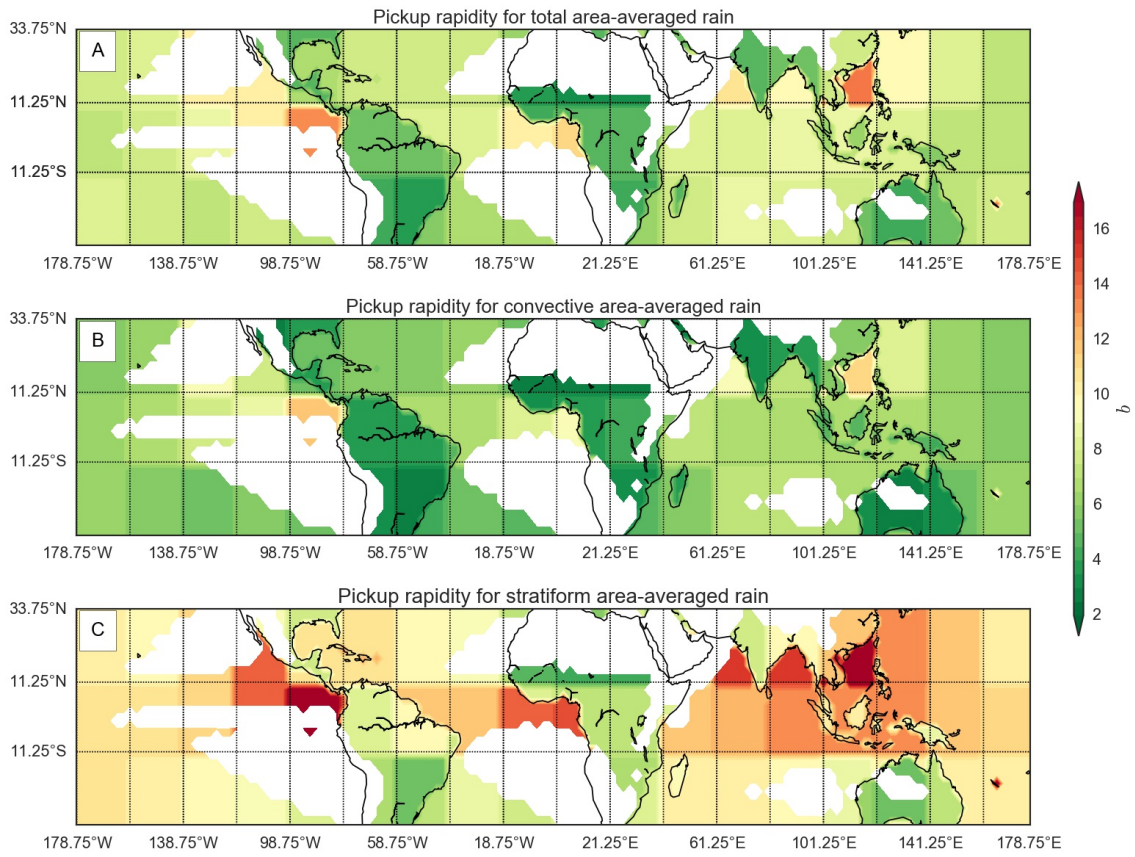 Pickup rapidity for total area-averaged rain
A
33.75°N
11.25°N
11.25°S
178.75°W 138.75°W 98.75°W 58.75°W 18.75°W 21.25°E 61.25°E 101.25°E 141.25°E 178.75°E
Pickup rapidity for convective area-averaged rain
B
33.75°N
11.25°N
11.25°S
178.75°W 138.75°W 98.75°W 58.75°W 18.75°W 21.25°E 61.25°E 101.25°E 141.25°E 178.75°E
Pickup rapidity for stratiform area-averaged rain
C
33.75°N
11.25°N
11.25°S
178.75°W 138.75°W 98.75°W 58.75°W 18.75°W 21.25°E 61.25°E 101.25°E 141.25°E 178.75°E
16
14
12
10
8
6
4
2
b